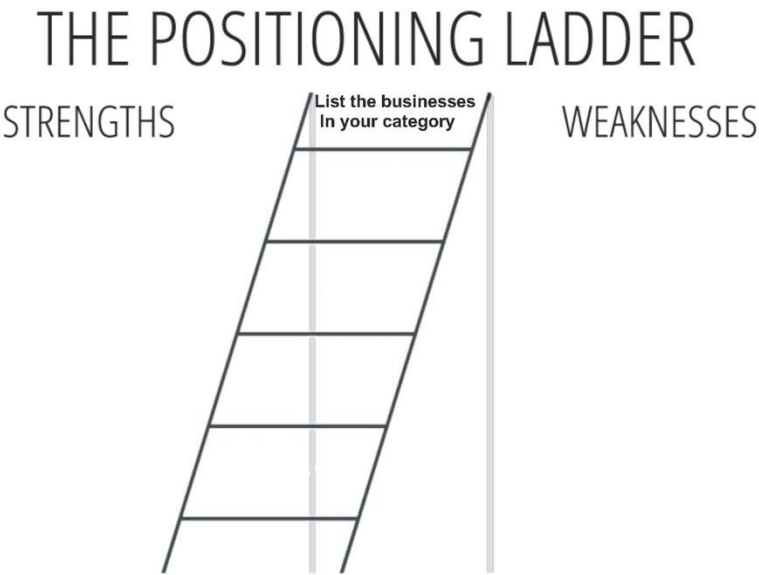 THE POSITIONING LADDER
STRENGTHS
List the businesses
In your category
WEAKNESSES